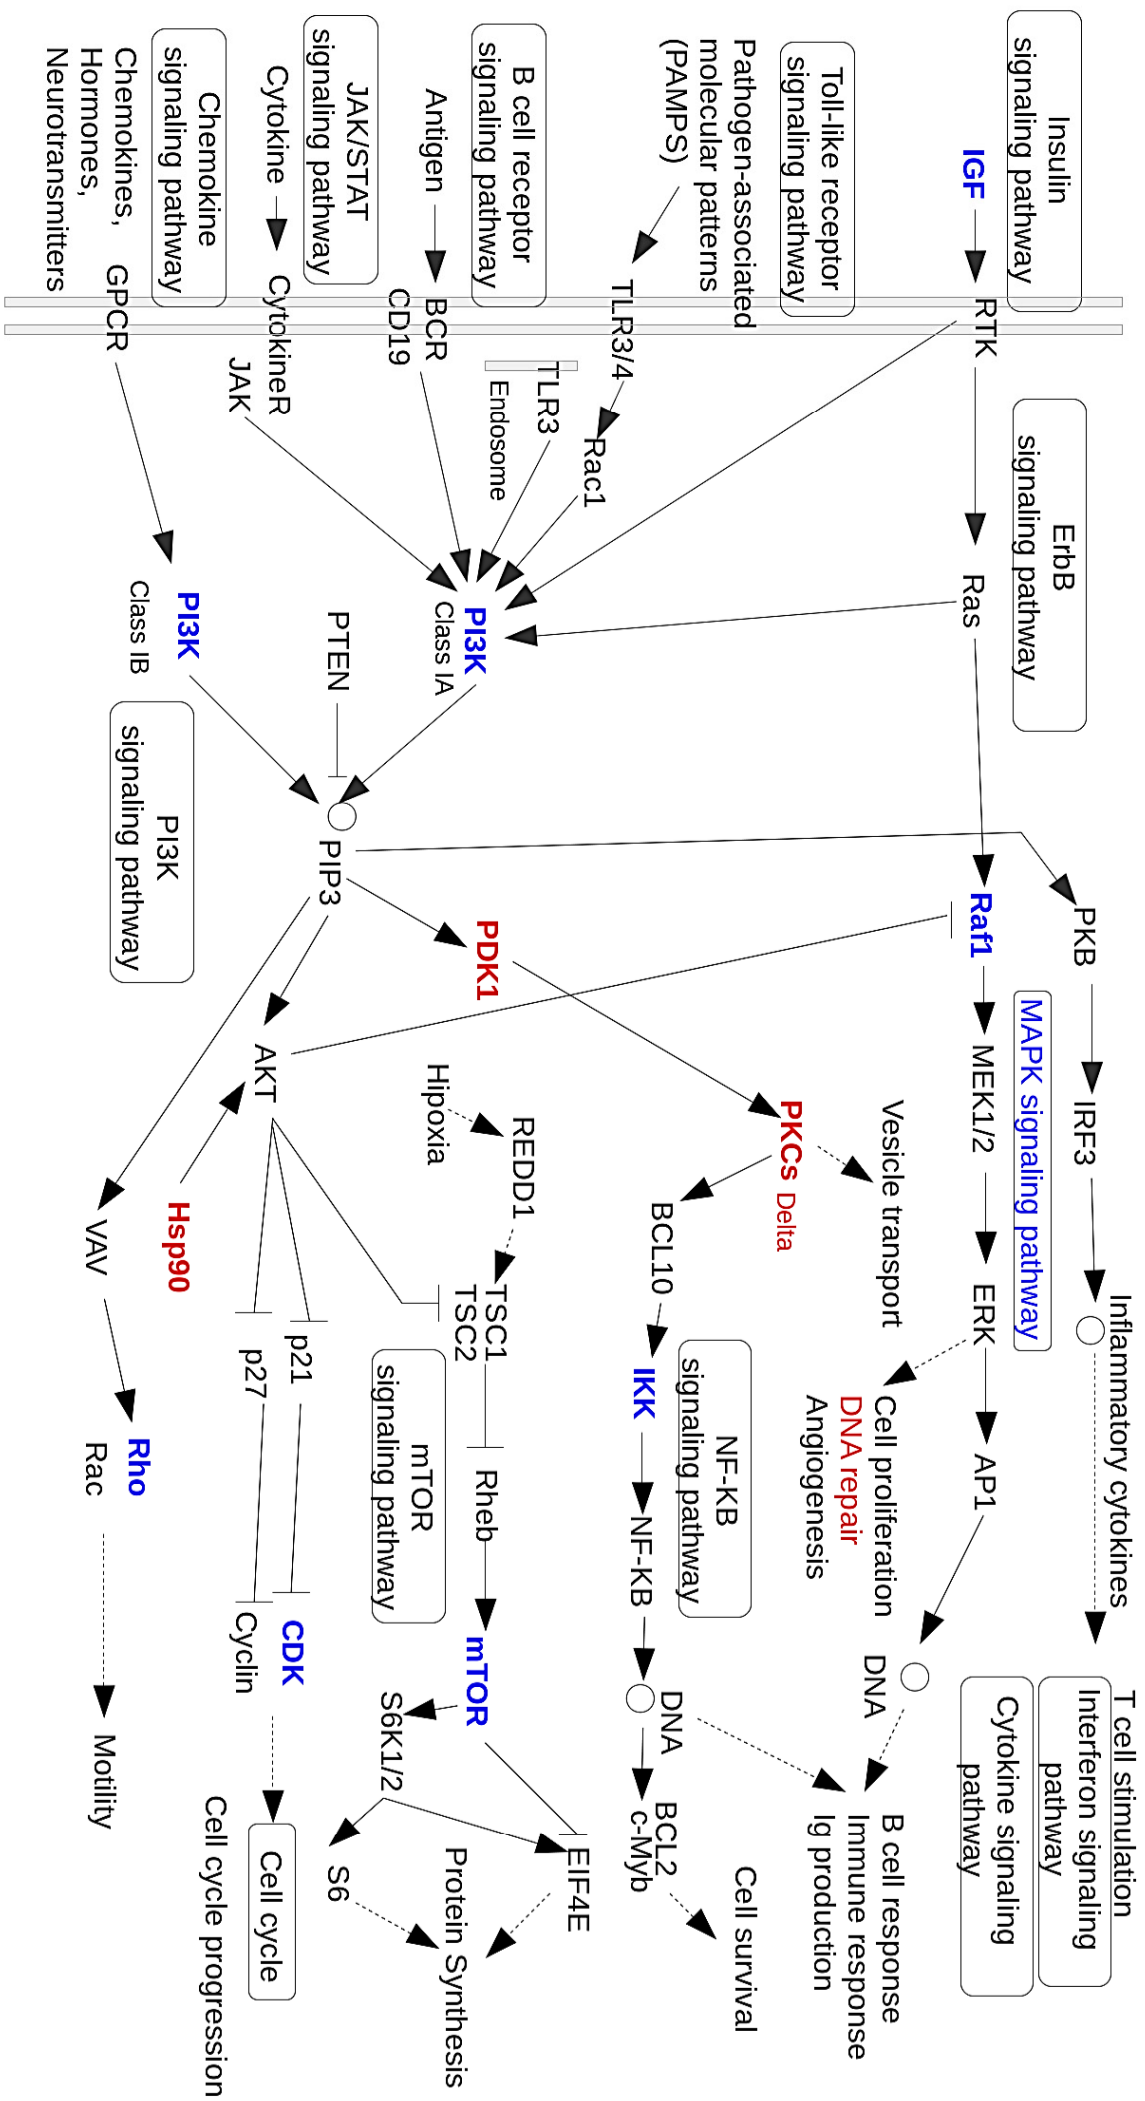 Insulin
signaling pathway
IGF
RTK
ErbB
signaling pathway
Ras
Raf1
MAPK signaling pathway
MEK1/2
ERK
AP1
PKB
IRF3
Inflammatory cytokines
T cell stimulation
Interferon signaling
pathway
Cytokine signaling
pathway
DNA
Cell proliferation
DNA repair
Angiogenesis
B cell response
Immune response
Ig production
Toll-like receptor
signaling pathway
Pathogen-associated
molecular patterns
(PAMPS)
TLR3/4
Rac1
TLR3
Endosome
Vesicle transport
PKCs Delta
BCL10
IKK
NF-KB
signaling pathway
NF-KB
DNA
BCL2
c-Myb
Cell survival
B cell receptor
signaling pathway
Antigen
BCR
CD19
PI3K
Class IA
PDK1
REDD1
Hipoxia
TSC1
TSC2
Rheb
mTOR
mTOR
signaling pathway
S6K1/2
EIF4E
S6
Protein Synthesis
JAK/STAT
signaling pathway
Cytokine
CytokineR
JAK
PTEN
PIP3
AKT
Hsp90
p21
p27
CDK
Cyclin
Cell cycle
Cell cycle progression
Chemokine
signaling pathway
Chemokines,
Hormones,
Neurotransmitters
GPCR
PI3K
Class IB
PI3K
signaling pathway
VAV
Rho
Rac
Motility